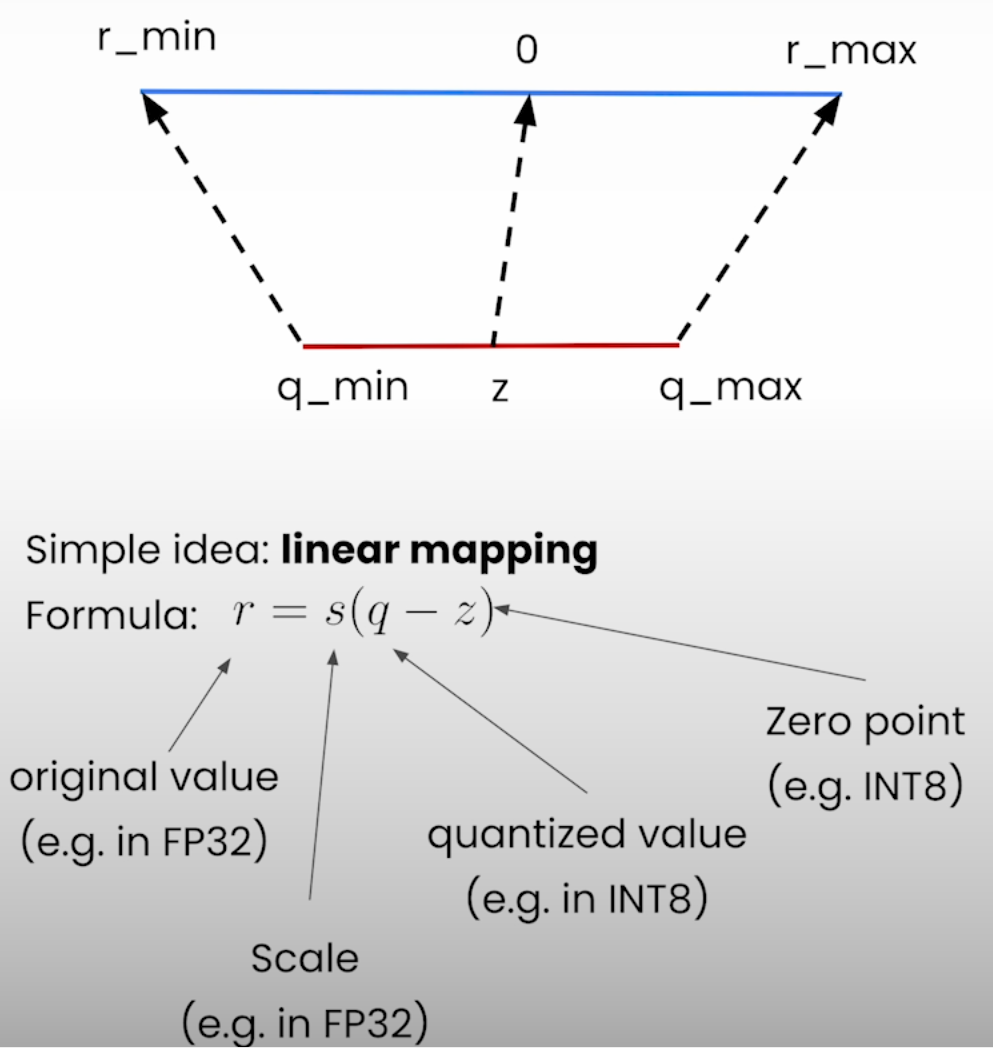 r_min 0 r_max
q_min z q_max
Simple idea: linear mapping
Formula: r = s(q − z)
Zero point
(e.g. INT8)
original value
(e.g. in FP32)
quantized value
(e.g. in INT8)
Scale
(e.g. in FP32)